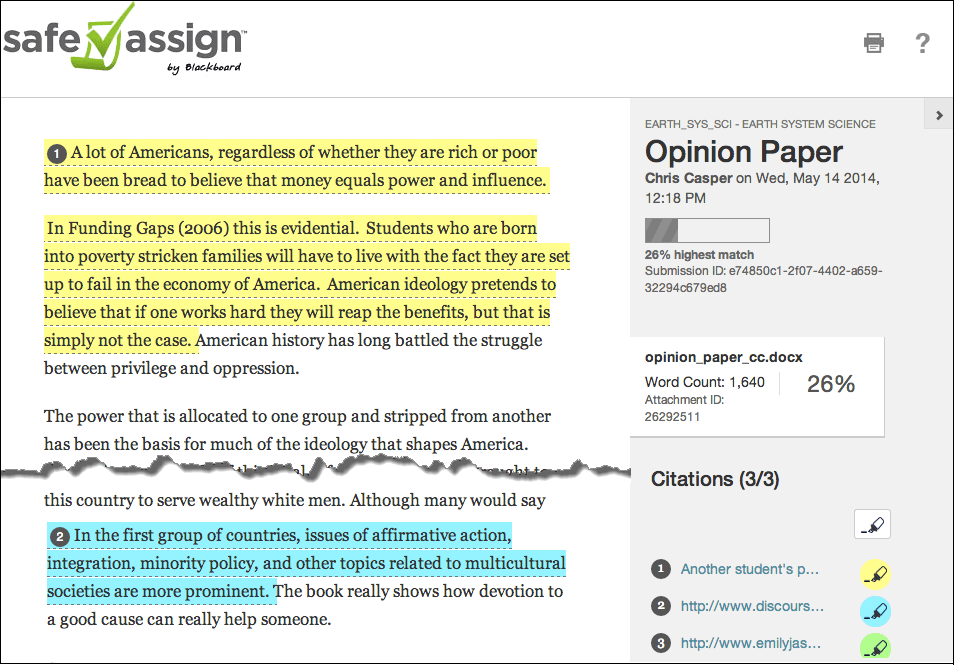 safe assign™
by Blackboard
?
1 A lot of Americans, regardless of whether they are rich or poor
have been bread to believe that money equals power and influence.
In Funding Gaps (2006) this is evidential. Students who are born
into poverty stricken families will have to live with the fact they are set
up to fail in the economy of America. American ideology pretends to
believe that if one works hard they will reap the benefits, but that is
simply not the case. American history has long battled the struggle
between privilege and oppression.
The power that is allocated to one group and stripped from another
has been the basis for much of the ideology that shapes America.
this country to serve wealthy white men. Although many would say
2 In the first group of countries, issues of affirmative action,
integration, minority policy, and other topics related to multicultural
societies are more prominent. The book really shows how devotion to
a good cause can really help someone.
EARTH_SYS_SCI - EARTH SYSTEM SCIENCE
Opinion Paper
Chris Casper on Wed, May 14 2014,
12:18 PM
26% highest match
Submission ID: e74850c1-2f07-4402-a659-
32294c679ed8
opinion_paper_cc.docx
Word Count: 1,640
26%
Attachment ID:
26292511
Citations (3/3)
1 Another student's p...
2 http://www.discours...
3 http://www.emilyjas...